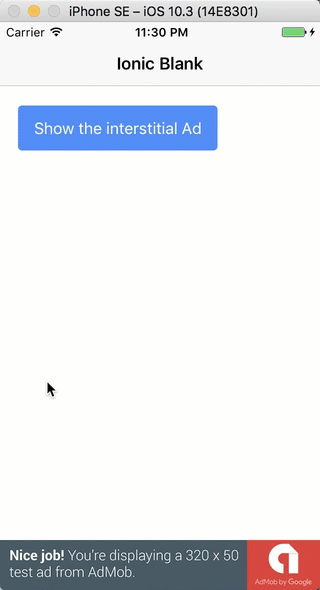 iPhone SE – iOS 10.3 (14E8301)
Carrier 11:30 PM
Ionic Blank
Show the interstitial Ad
Nice job! You're displaying a 320 x 50
test ad from AdMob.
AdMob by Google